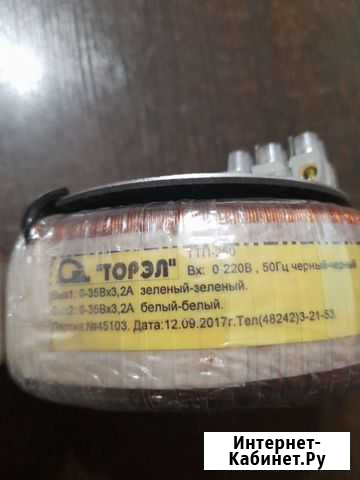 "ТОРЭЛ"
Вх: 0 220В , 50Гц черный-черный
Вых1: 0-35Вх3,2А зеленый-зеленый.
Вых2: 0-35Вх3,2А белый-белый.
Партия №45103. Дата:12.09.2017г.Тел(48242)3-21-53.
Интернет-
Кабинет.Ру